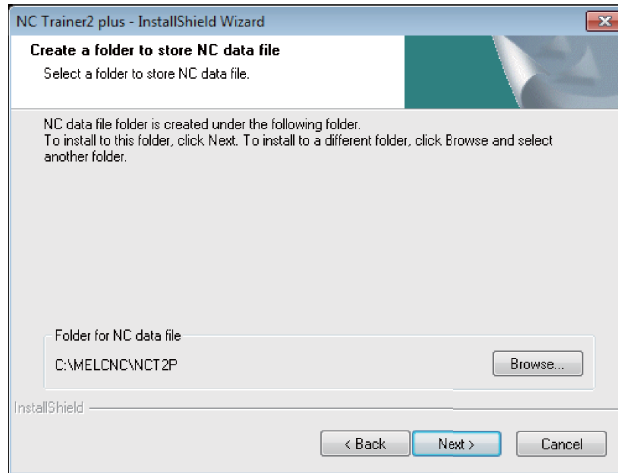 NC Trainer2 plus - InstallShield Wizard
Create a folder to store NC data file
Select a folder to store NC data file.
NC data file folder is created under the following folder.
To install to this folder, click Next. To install to a different folder, click Browse and select
another folder.
Folder for NC data file
C:\MELCNC\NCT2P
Browse...
InstallShield
< Back
Next >
Cancel